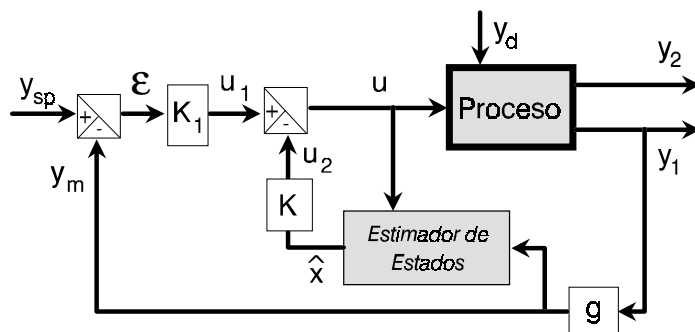 y_d
y_2
y_sp
ε
u_1
u
+
-
K_1
+
-
Proceso
y_m
u_2
y_1
K
Estimador de
Estados
x̂
g